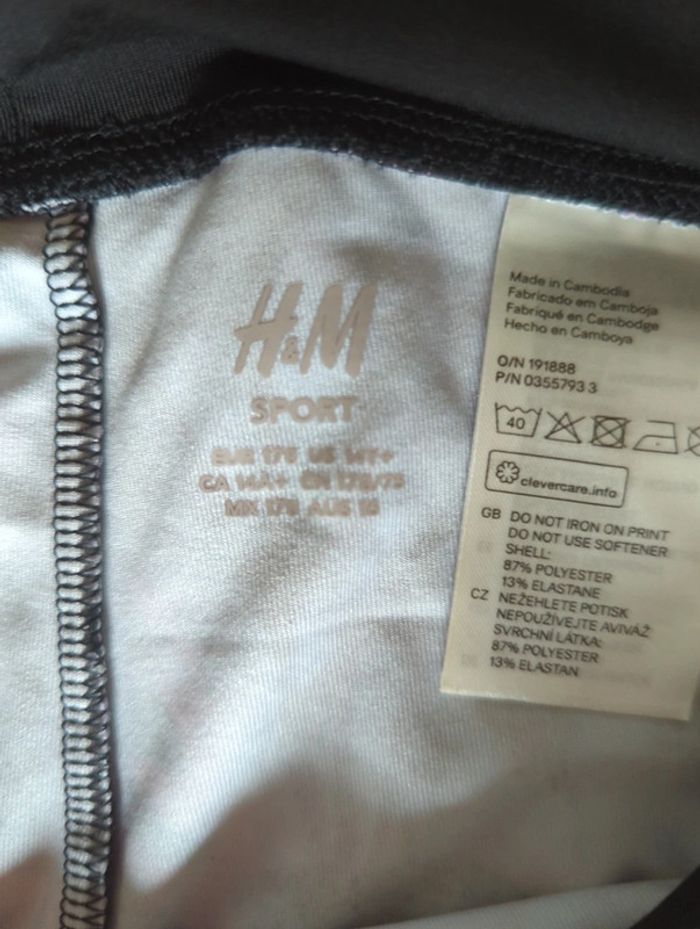 H&M
SPORT
EUR 170 US 14Y+
CA 14A+ CN 170/75
MX 170 AUS 16
Made in Cambodia
Fabricado em Camboja
Fabriqué en Cambodge
Hecho en Camboya
O/N 191888
P/N 0355793 3
40
clevercare.info
GB DO NOT IRON ON PRINT
DO NOT USE SOFTENER
SHELL:
87% POLYESTER
13% ELASTANE
CZ NEŽEHLETE POTISK
NEPOUŽÍVEJTE AVIVÁŽ
SVRCHNÍ LÁTKA:
87% POLYESTER
13% ELASTAN